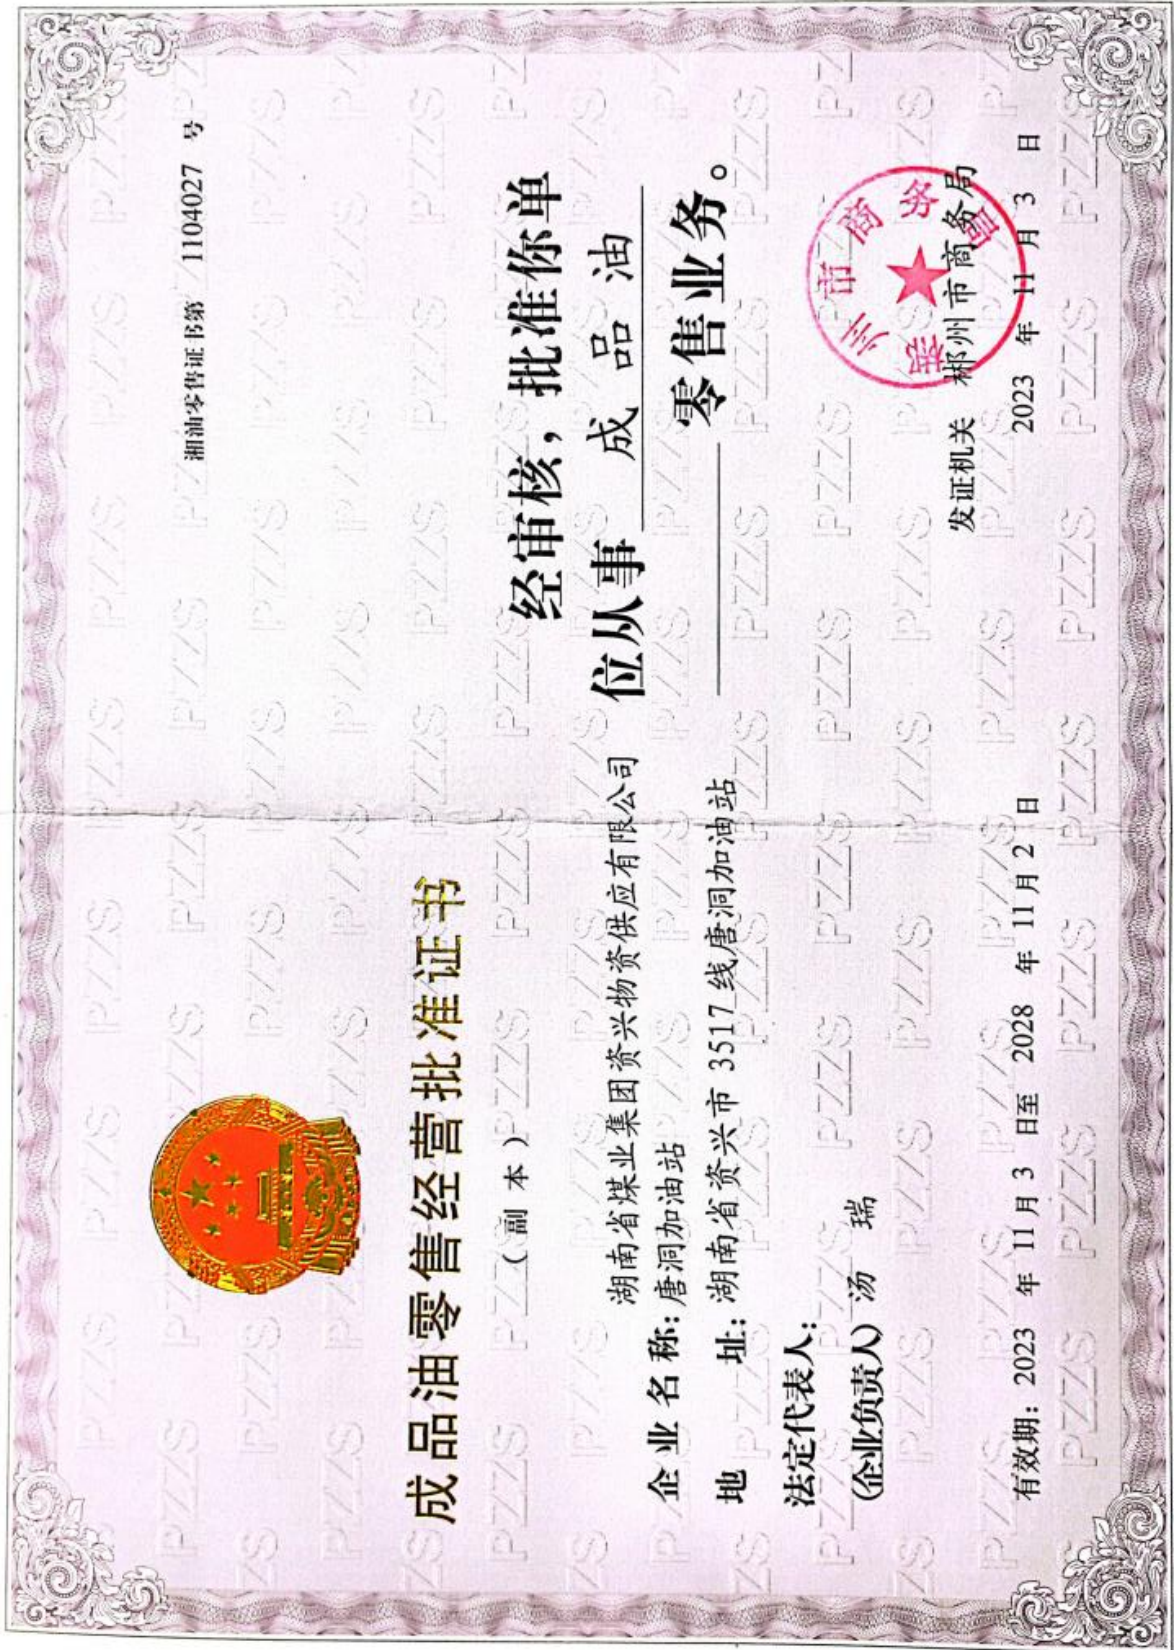 成品油零售经营批准证书
（副 本）
湖南省煤业集团资兴物资供应有限公司
企业名称：唐洞加油站
地 址：湖南省资兴市 3517 线唐洞加油站
法定代表人：
（企业负责人） 汤 瑞
有效期：2023 年 11 月 3 日至 2028 年 11 月 2 日
湘油零售证书第 1104027 号
经审核，批准你单
位从事 成 品 油
零售业务。
发证机关 郴州市商务局
2023 年 11 月 3 日
郴州市商务局